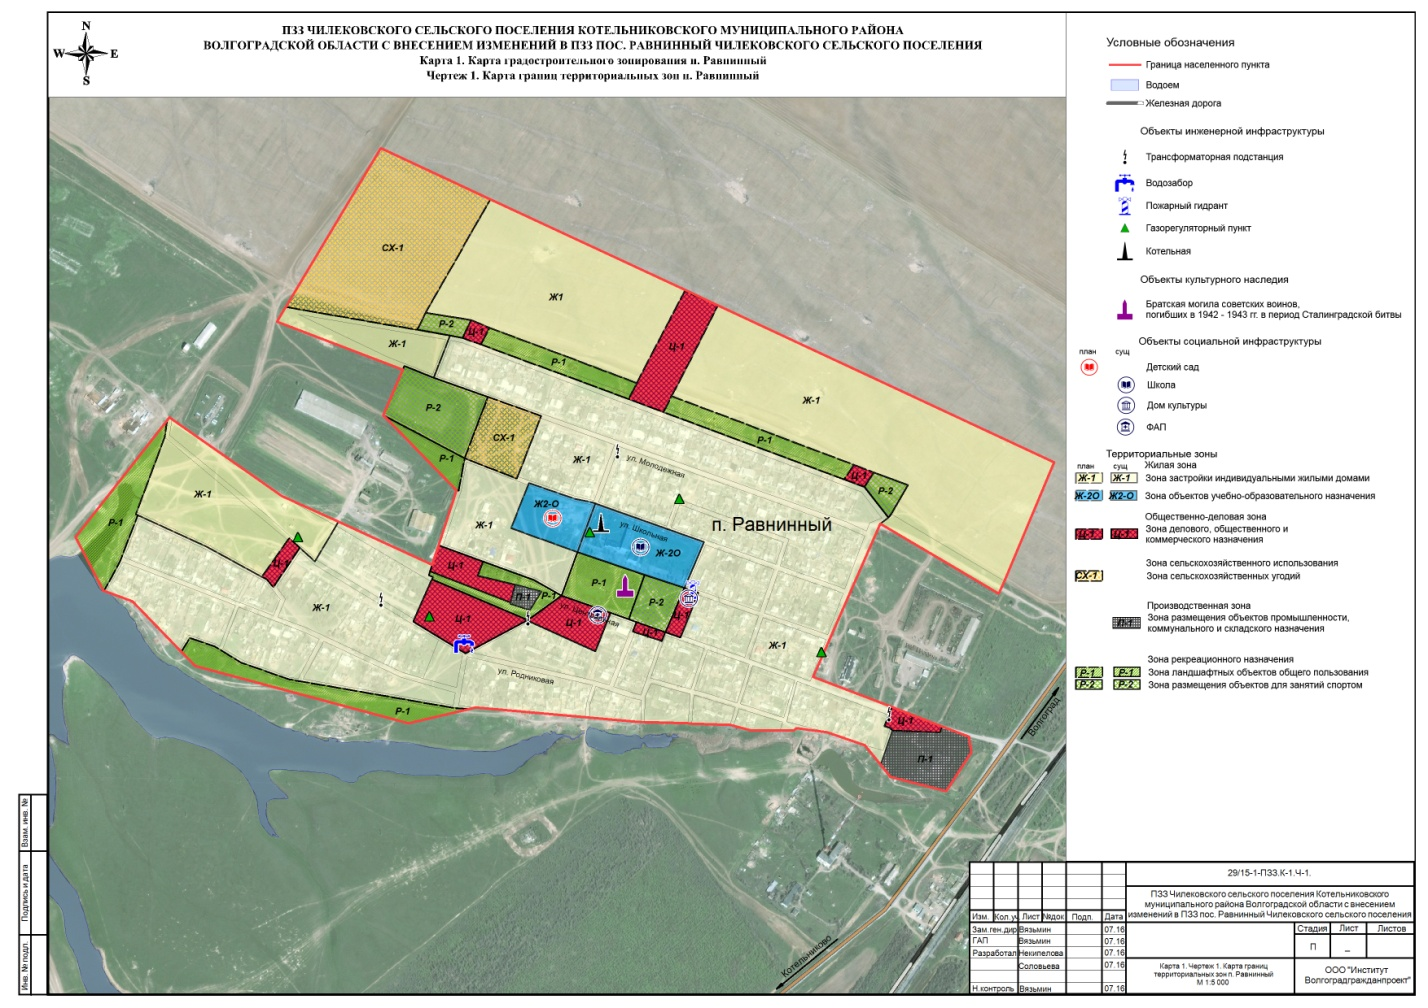 ПЗЗ ЧИЛЕКОВСКОГО СЕЛЬСКОГО ПОСЕЛЕНИЯ КОТЕЛЬНИКОВСКОГО МУНИЦИПАЛЬНОГО РАЙОНА
ВОЛГОГРАДСКОЙ ОБЛАСТИ С ВНЕСЕНИЕМ ИЗМЕНЕНИЙ В ПЗЗ ПОС. РАВНИННЫЙ ЧИЛЕКОВСКОГО СЕЛЬСКОГО ПОСЕЛЕНИЯ
Карта 1. Карта градостроительного зонирования п. Равнинный
Чертеж 1. Карта границ территориальных зон п. Равнинный
N
W E
S
СХ-1
Ж1
Р-2
Ц-1
Ж-1
Р-1
Ц-1
Ж-1
Р-2
Р-1
СХ-1
Р-1
Ж-1
ул. Молодежная
Ц-1
Р-2
Ж-1
Р-1
Ж2-О
Ж-1
ул. Школьная
Ж-2О
п. Равнинный
Ц-1
Ц-1
П-1
Р-1
Р-1
Р-2
Ж-1
Ц-1
ул. Центральная
Ц-1
Ц-1
Ц-1
Ж-1
ул. Родниковая
Р-1
Ц-1
П-1
Волгоград
Котельниково
Условные обозначения
Граница населенного пункта
Водоем
Железная дорога
Объекты инженерной инфраструктуры
Трансформаторная подстанция
Водозабор
Пожарный гидрант
Газорегуляторный пункт
Котельная
Объекты культурного наследия
Братская могила советских воинов,
погибших в 1942 - 1943 гг. в период Сталинградской битвы
Объекты социальной инфраструктуры
план сущ
Детский сад
Школа
Дом культуры
ФАП
Территориальные зоны
план сущ Жилая зона
Ж-1 Ж-1 Зона застройки индивидуальными жилыми домами
Ж-2О Ж2-О Зона объектов учебно-образовательного назначения
Общественно-деловая зона
Ц-1 Ц-1 Зона делового, общественного и
коммерческого назначения
Зона сельскохозяйственного использования
СХ-1 Зона сельскохозяйственных угодий
Производственная зона
П-1 Зона размещения объектов промышленности,
коммунального и складского назначения
Зона рекреационного назначения
Р-1 Р-1 Зона ландшафтных объектов общего пользования
Р-2 Р-2 Зона размещения объектов для занятий спортом
Взам. инв. №
Подпись и дата
Инв. № подл.
29/15-1-ПЗЗ.К-1.Ч-1.
ПЗЗ Чилековского сельского поселения Котельниковского
муниципального района Волгоградской области с внесением
изменений в ПЗЗ пос. Равнинный Чилековского сельского поселения
Изм. Кол.уч Лист №док Подп. Дата
Зам.ген.дир Вязьмин 07.16
ГАП Вязьмин 07.16
Разработал Некипелова 07.16
Соловьева 07.16
Н.контроль Вязьмин 07.16
Стадия Лист Листов
П _
Карта 1. Чертеж 1. Карта границ
территориальных зон п. Равнинный
М 1:5 000
ООО "Институт
Волгоградгражданпроект"